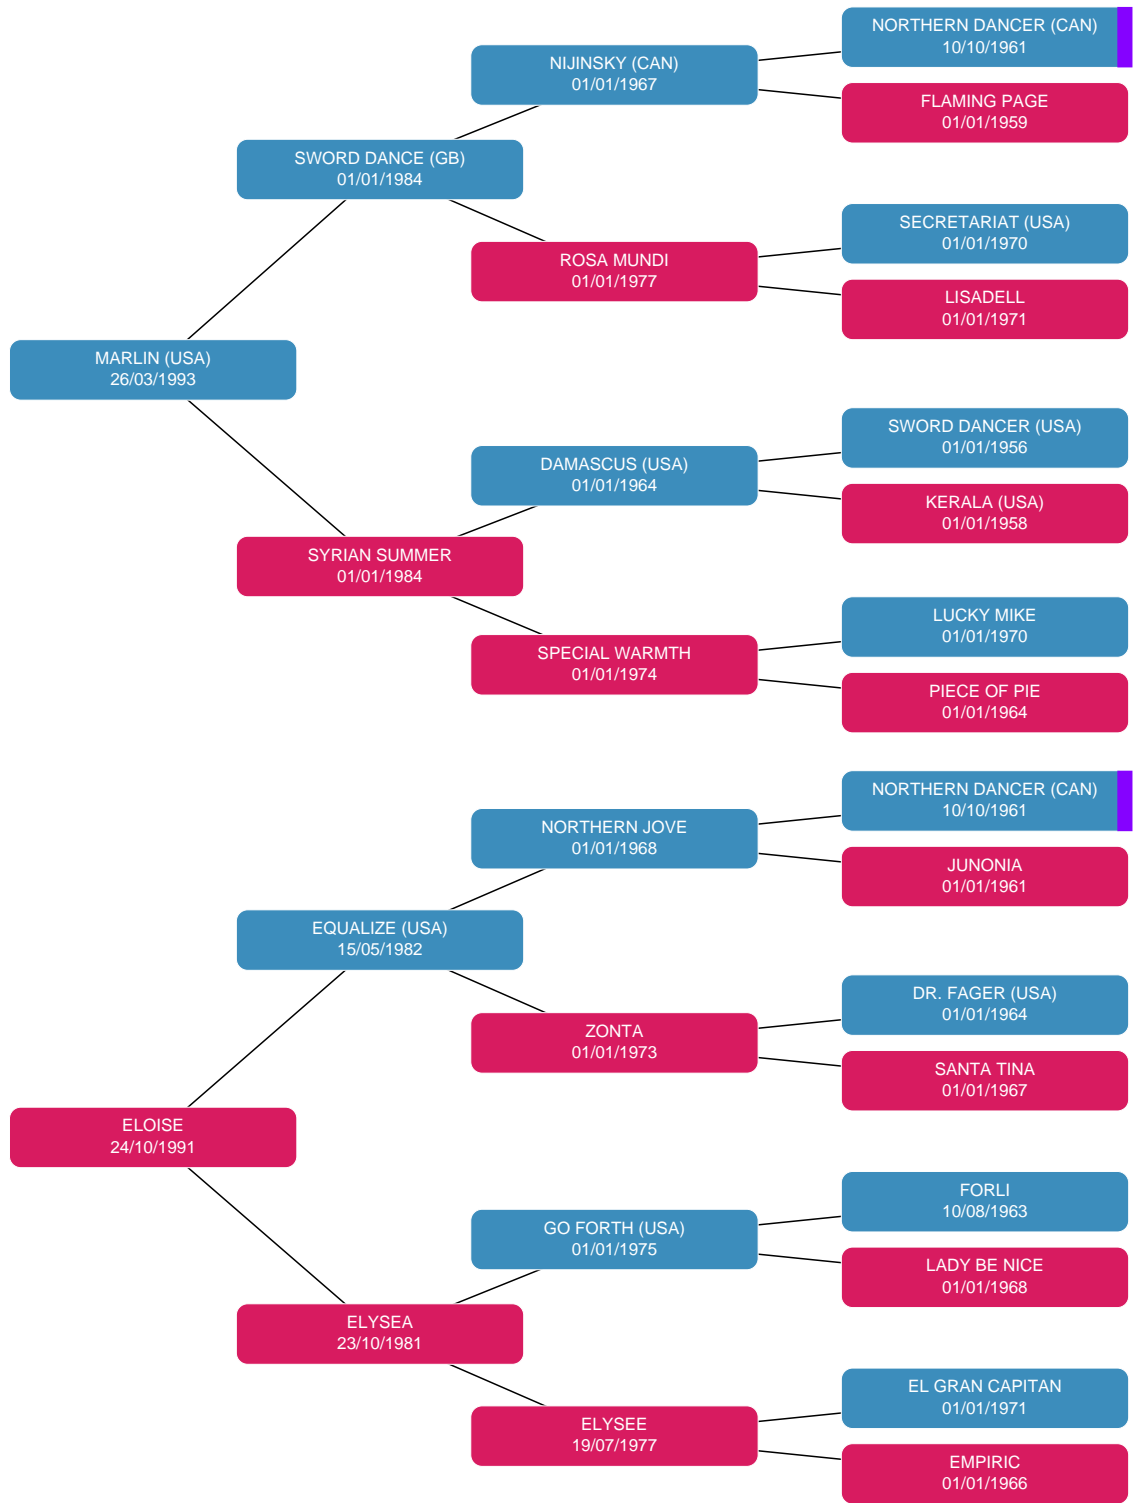 NORTHERN DANCER (CAN)
10/10/1961
NIJINSKY (CAN)
01/01/1967
FLAMING PAGE
01/01/1959
SWORD DANCE (GB)
01/01/1984
SECRETARIAT (USA)
01/01/1970
ROSA MUNDI
01/01/1977
LISADELL
01/01/1971
MARLIN (USA)
26/03/1993
SWORD DANCER (USA)
01/01/1956
DAMASCUS (USA)
01/01/1964
KERALA (USA)
01/01/1958
SYRIAN SUMMER
01/01/1984
LUCKY MIKE
01/01/1970
SPECIAL WARMTH
01/01/1974
PIECE OF PIE
01/01/1964
NORTHERN DANCER (CAN)
10/10/1961
NORTHERN JOVE
01/01/1968
JUNONIA
01/01/1961
EQUALIZE (USA)
15/05/1982
DR. FAGER (USA)
01/01/1964
ZONTA
01/01/1973
SANTA TINA
01/01/1967
ELOISE
24/10/1991
FORLI
10/08/1963
GO FORTH (USA)
01/01/1975
LADY BE NICE
01/01/1968
ELYSEA
23/10/1981
EL GRAN CAPITAN
01/01/1971
ELYSEE
19/07/1977
EMPIRIC
01/01/1966